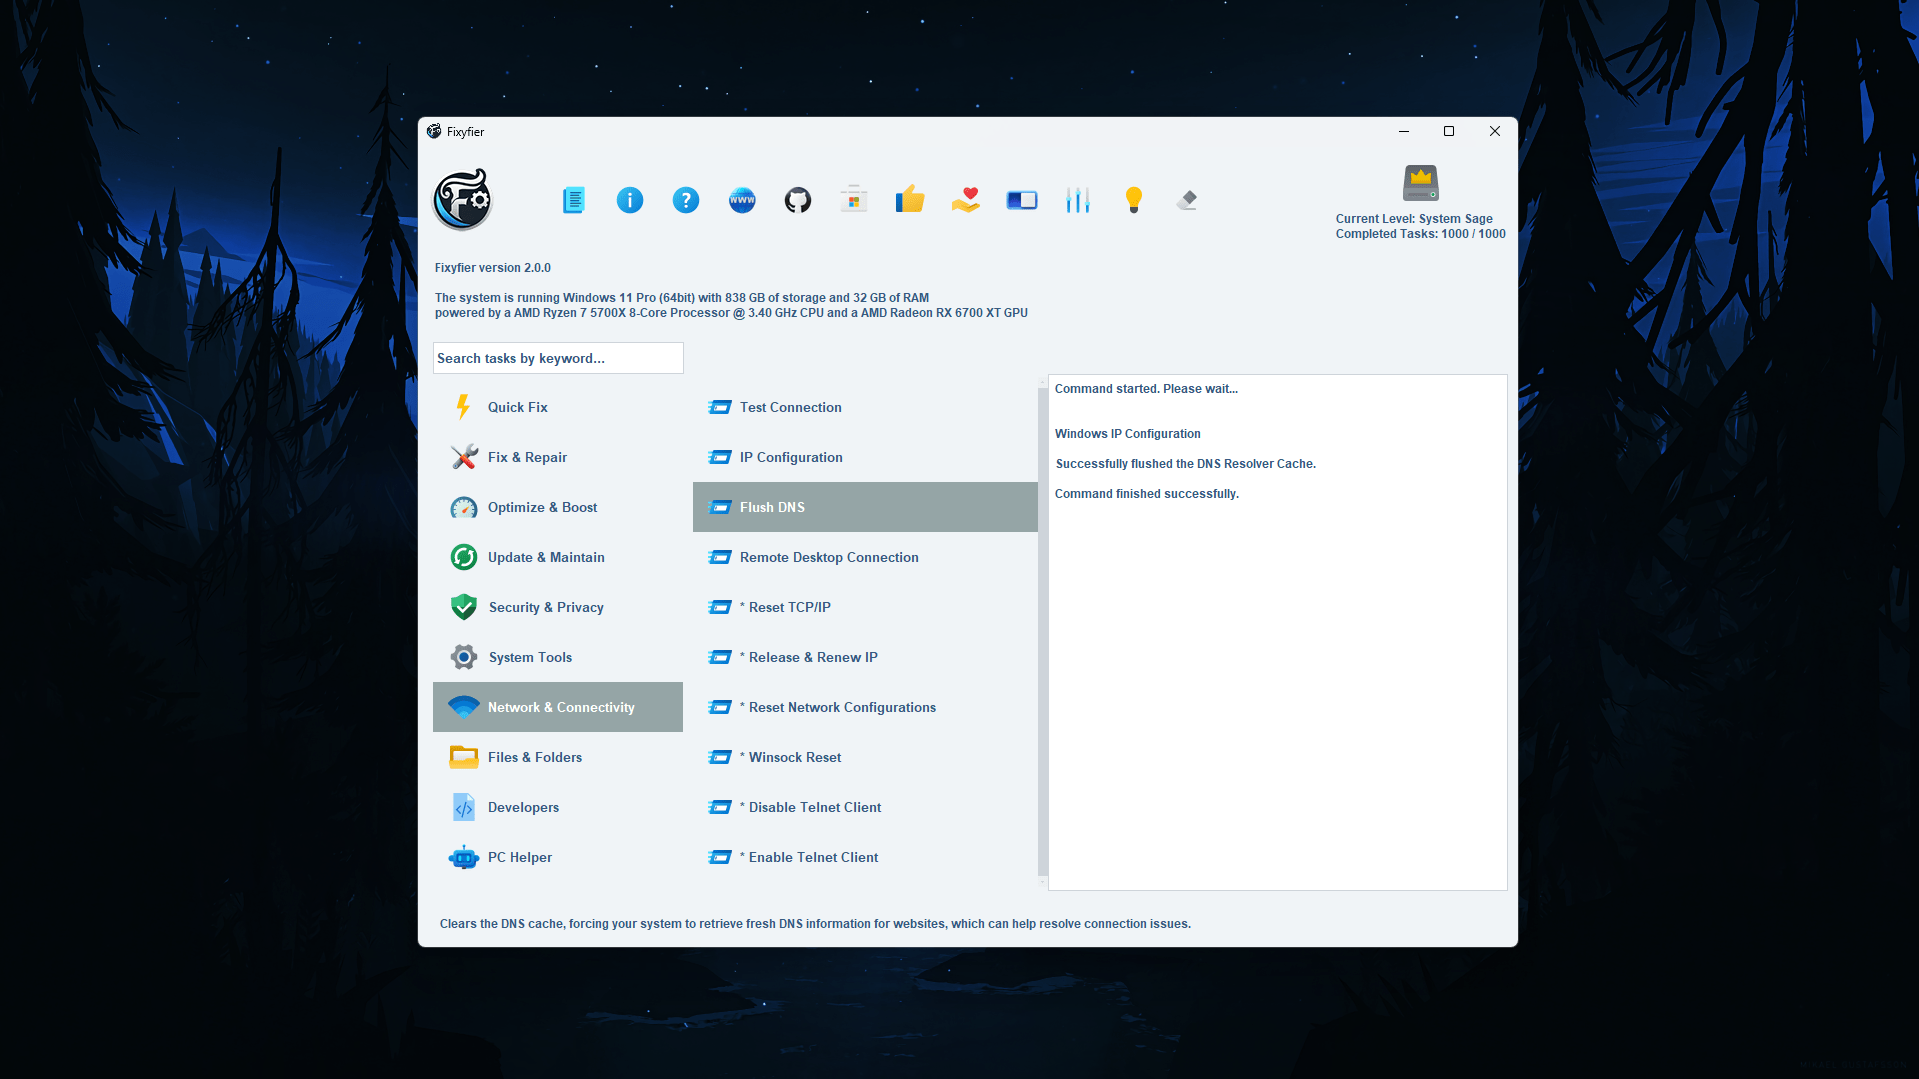 Fixyfier
WWW
Current Level: System Sage
Completed Tasks: 1000 / 1000
Fixyfier version 2.0.0
The system is running Windows 11 Pro (64bit) with 838 GB of storage and 32 GB of RAM
powered by a AMD Ryzen 7 5700X 8-Core Processor @ 3.40 GHz CPU and a AMD Radeon RX 6700 XT GPU
Search tasks by keyword...
Quick Fix
Fix & Repair
Optimize & Boost
Update & Maintain
Security & Privacy
System Tools
Network & Connectivity
Files & Folders
Developers
PC Helper
Test Connection
IP Configuration
Flush DNS
Remote Desktop Connection
* Reset TCP/IP
* Release & Renew IP
* Reset Network Configurations
* Winsock Reset
* Disable Telnet Client
* Enable Telnet Client
Command started. Please wait...
Windows IP Configuration
Successfully flushed the DNS Resolver Cache.
Command finished successfully.
Clears the DNS cache, forcing your system to retrieve fresh DNS information for websites, which can help resolve connection issues.